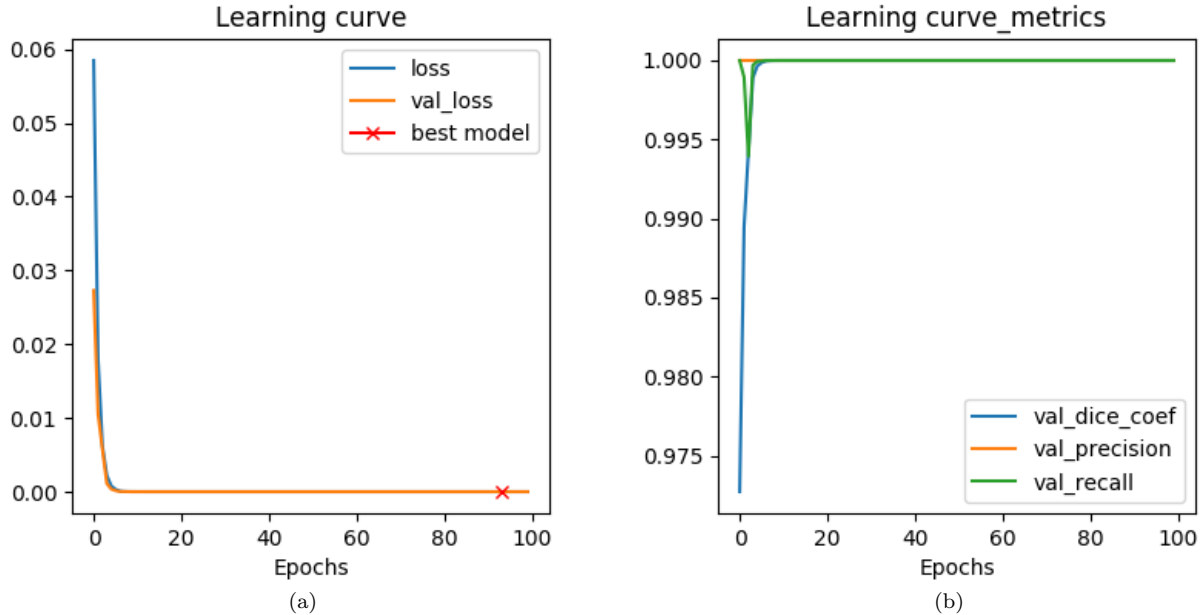 Learning curve
0.06
0.05
0.04
0.03
0.02
0.01
0.00
loss
val_loss
best model
0 20 40 60 80 100
Epochs
(a)
Learning curve_metrics
1.000
0.995
0.990
0.985
0.980
0.975
val_dice_coef
val_precision
val_recall
0 20 40 60 80 100
Epochs
(b)